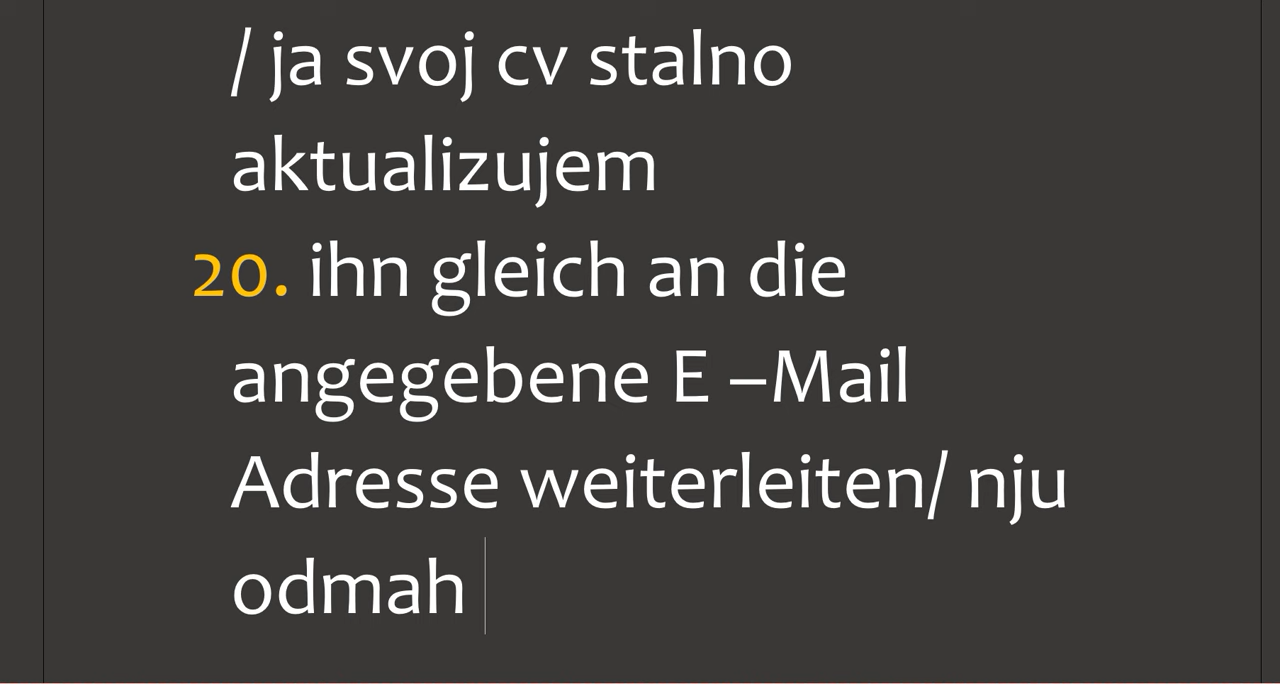 / ja svoj cv stalno
aktualizujem
20. ihn gleich an die
angegebene E –Mail
Adresse weiterleiten/ nju
odmah